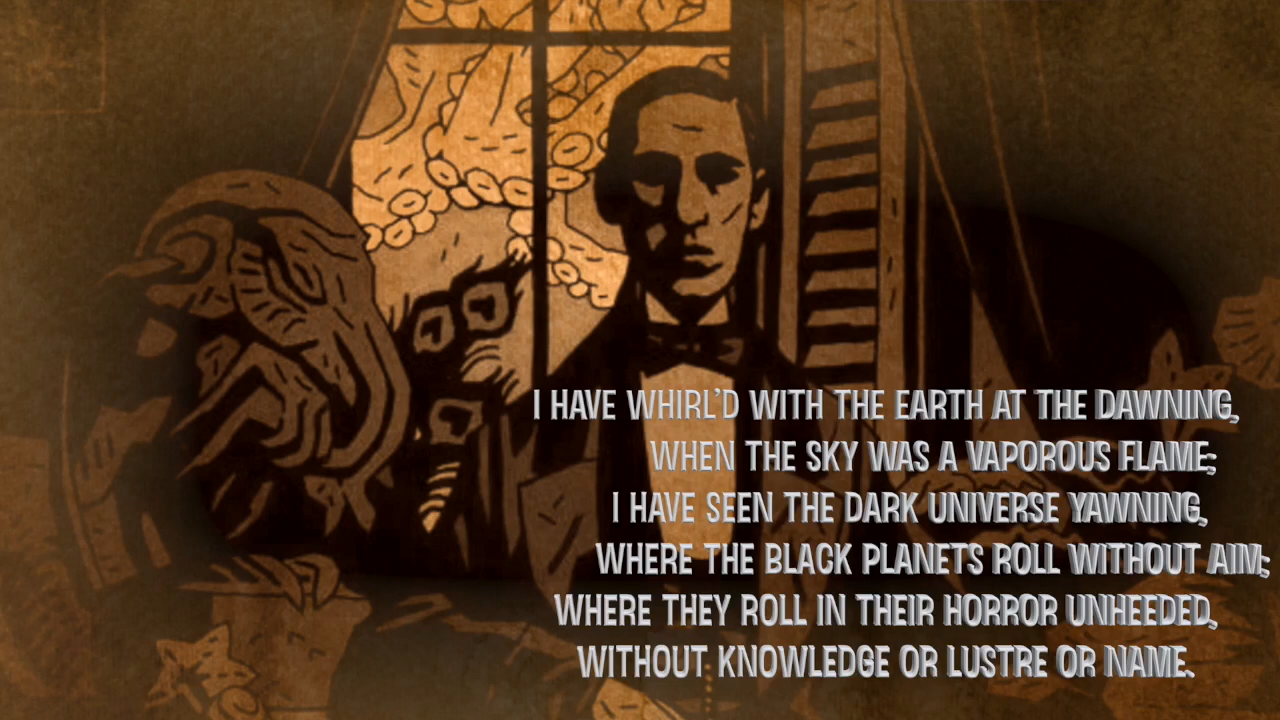 I HAVE WHIRL'D WITH THE EARTH AT THE DAWNING,
WHEN THE SKY WAS A VAPOROUS FLAME;
I HAVE SEEN THE DARK UNIVERSE YAWNING,
WHERE THE BLACK PLANETS ROLL WITHOUT AIM;
WHERE THEY ROLL IN THEIR HORROR UNHEEDED,
WITHOUT KNOWLEDGE OR LUSTRE OR NAME.